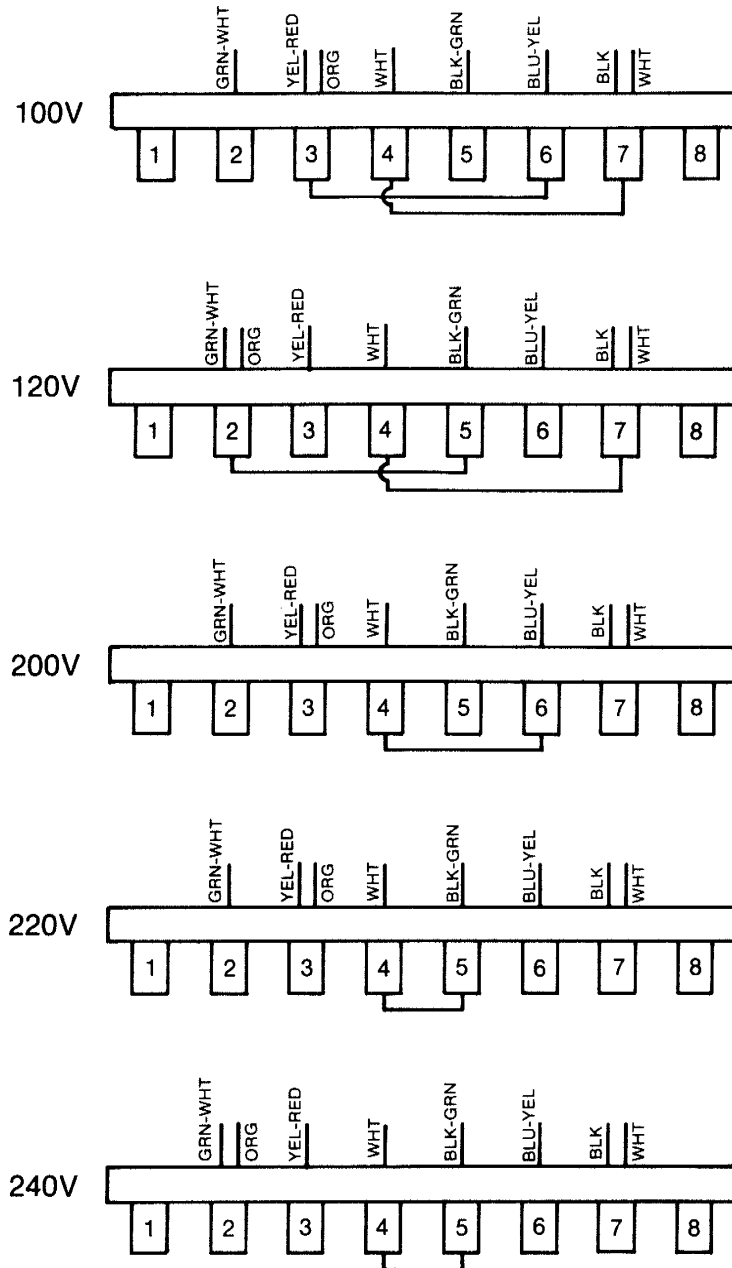 GRN-WHT YEL-RED ORG WHT BLK-GRN BLU-YEL BLK WHT
100V
1 2 3 4 5 6 7 8
GRN-WHT ORG YEL-RED WHT BLK-GRN BLU-YEL BLK WHT
120V
1 2 3 4 5 6 7 8
GRN-WHT YEL-RED ORG WHT BLK-GRN BLU-YEL BLK WHT
200V
1 2 3 4 5 6 7 8
GRN-WHT YEL-RED ORG WHT BLK-GRN BLU-YEL BLK WHT
220V
1 2 3 4 5 6 7 8
GRN-WHT ORG YEL-RED WHT BLK-GRN BLU-YEL BLK WHT
240V
1 2 3 4 5 6 7 8